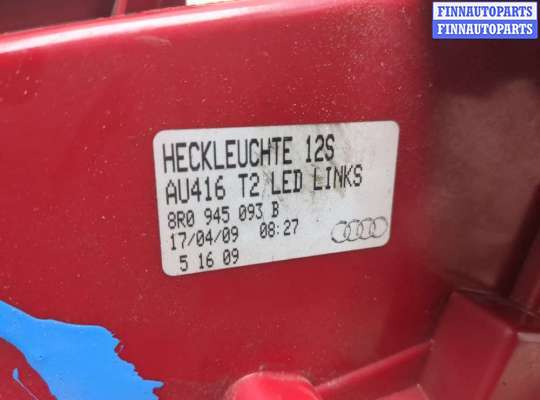 FINNAUTOPARTS
FINNAUTOPARTS
HECKLEUCHTE 12S
AU416 T2 LED LINKS
8R0 945 093 B
17/04/09 08:27
5 16 09